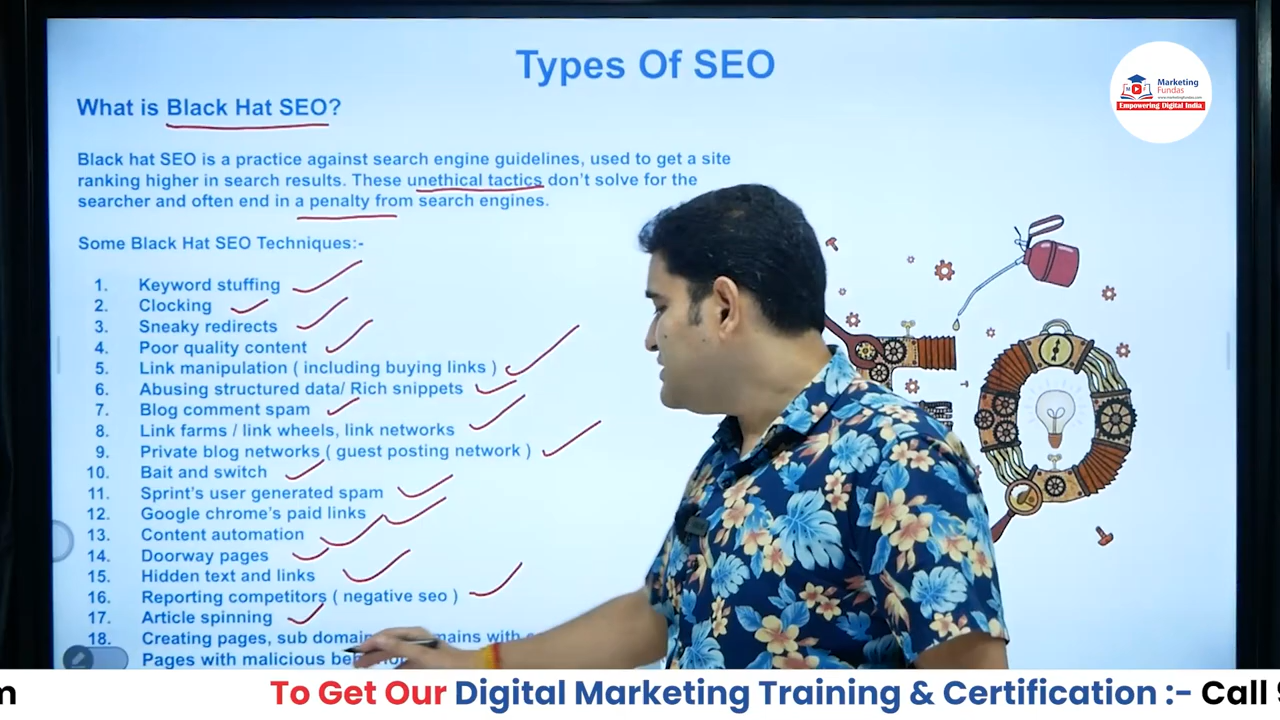 Types Of SEO
Marketing
Fundas
www.marketingfundas.com
Empowering Digital India
What is Black Hat SEO?
Black hat SEO is a practice against search engine guidelines, used to get a site
ranking higher in search results. These unethical tactics don't solve for the
searcher and often end in a penalty from search engines.
Some Black Hat SEO Techniques:-
1. Keyword stuffing
2. Clocking
3. Sneaky redirects
4. Poor quality content
5. Link manipulation ( including buying links )
6. Abusing structured data/ Rich snippets
7. Blog comment spam
8. Link farms / link wheels, link networks
9. Private blog networks ( guest posting network )
10. Bait and switch
11. Sprint's user generated spam
12. Google chrome's paid links
13. Content automation
14. Doorway pages
15. Hidden text and links
16. Reporting competitors ( negative seo )
17. Article spinning
18. Creating pages, sub with
Pages with malicious
To Get Our Digital Marketing Training & Certification :- Call